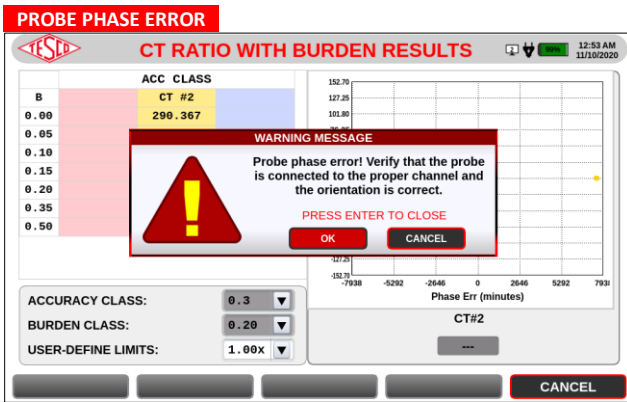 PROBE PHASE ERROR
TESCO
CT RATIO WITH BURDEN RESULTS
2
99%
12:53 AM
11/10/2020
ACC CLASS
B
CT #2
0.00
290.367
0.05
0.10
0.15
0.20
0.35
0.50
152.70
127.25
101.80
WARNING MESSAGE
Probe phase error! Verify that the probe
is connected to the proper channel and
the orientation is correct.
PRESS ENTER TO CLOSE
OK
CANCEL
-127.25
-152.70
-7938
-5292
-2646
0
2646
5292
7938
Phase Err (minutes)
ACCURACY CLASS:
0.3
BURDEN CLASS:
0.20
USER-DEFINE LIMITS:
1.00x
CT#2
---
CANCEL